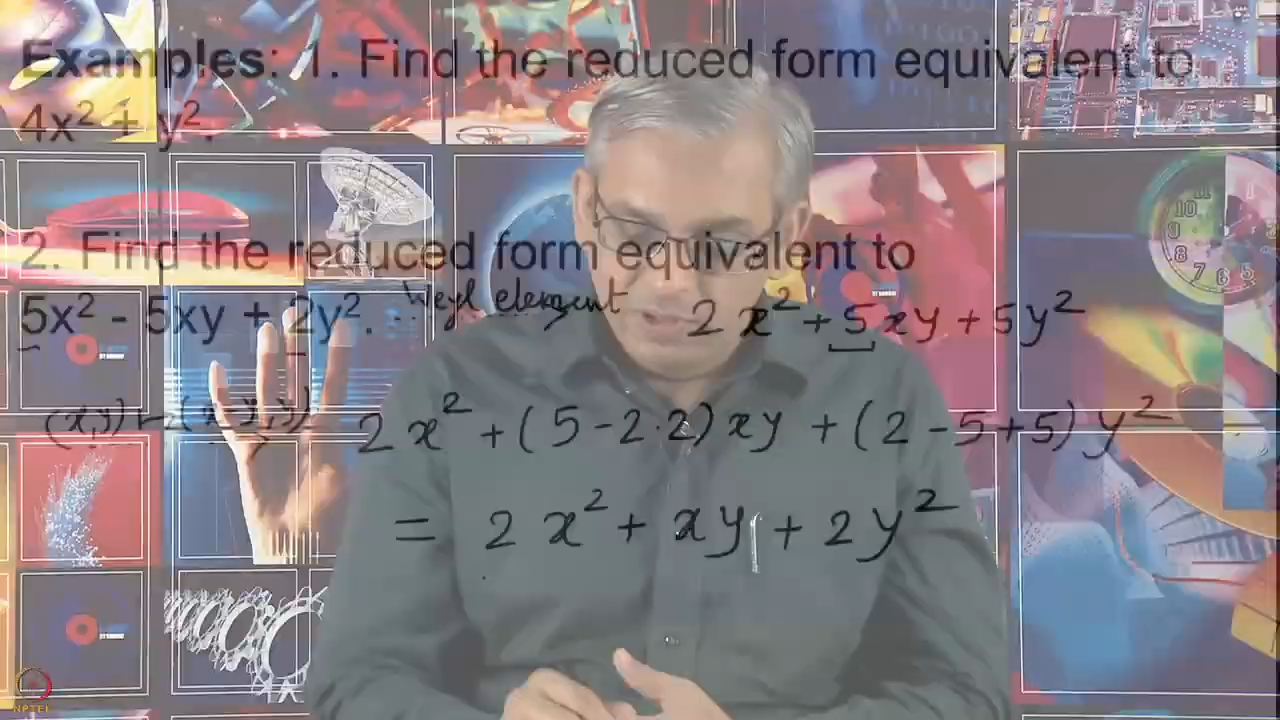 Examples: 1. Find the reduced form equivalent to
4x² + y².
2. Find the reduced form equivalent to
5x² - 5xy + 2y². Weyl element 2x² + 5xy + 5y²
(x,y) ↦ (x-y,y) 2x² + (5-2·2)xy + (2-5+5)y²
= 2x² + xy + 2y²
NPTEL